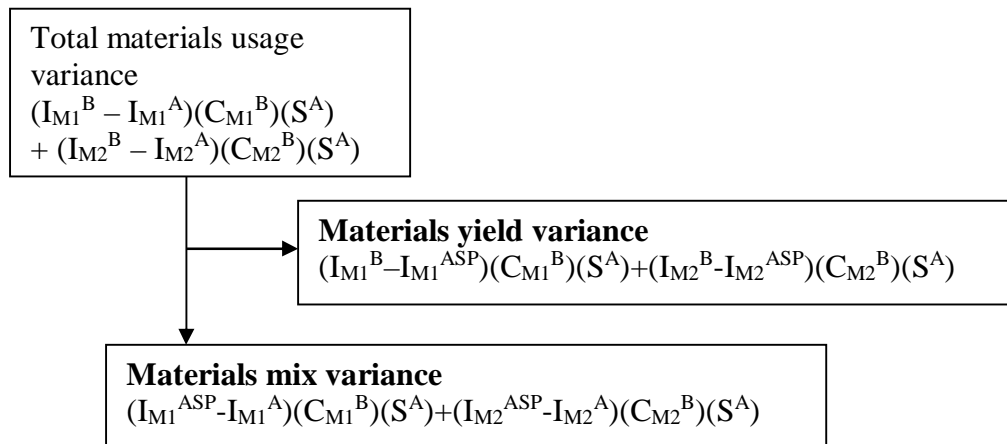 Total materials usage
variance
(I_M1^B – I_M1^A)(C_M1^B)(S^A)
+ (I_M2^B – I_M2^A)(C_M2^B)(S^A)
Materials yield variance
(I_M1^B–I_M1^ASP)(C_M1^B)(S^A)+(I_M2^B-I_M2^ASP)(C_M2^B)(S^A)
Materials mix variance
(I_M1^ASP-I_M1^A)(C_M1^B)(S^A)+(I_M2^ASP-I_M2^A)(C_M2^B)(S^A)